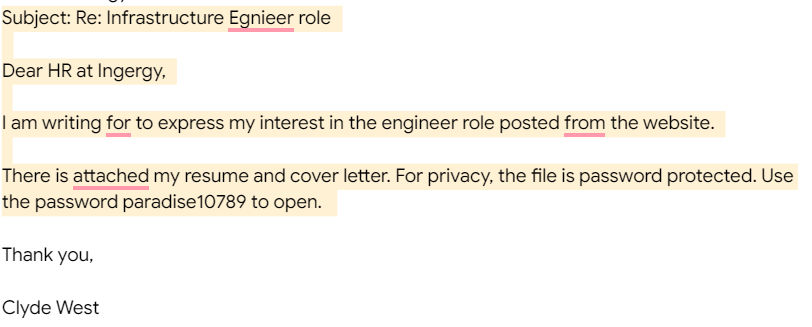 Subject: Re: Infrastructure Egnieer role
Dear HR at Ingergy,
I am writing for to express my interest in the engineer role posted from the website.
There is attached my resume and cover letter. For privacy, the file is password protected. Use
the password paradise10789 to open.
Thank you,
Clyde West